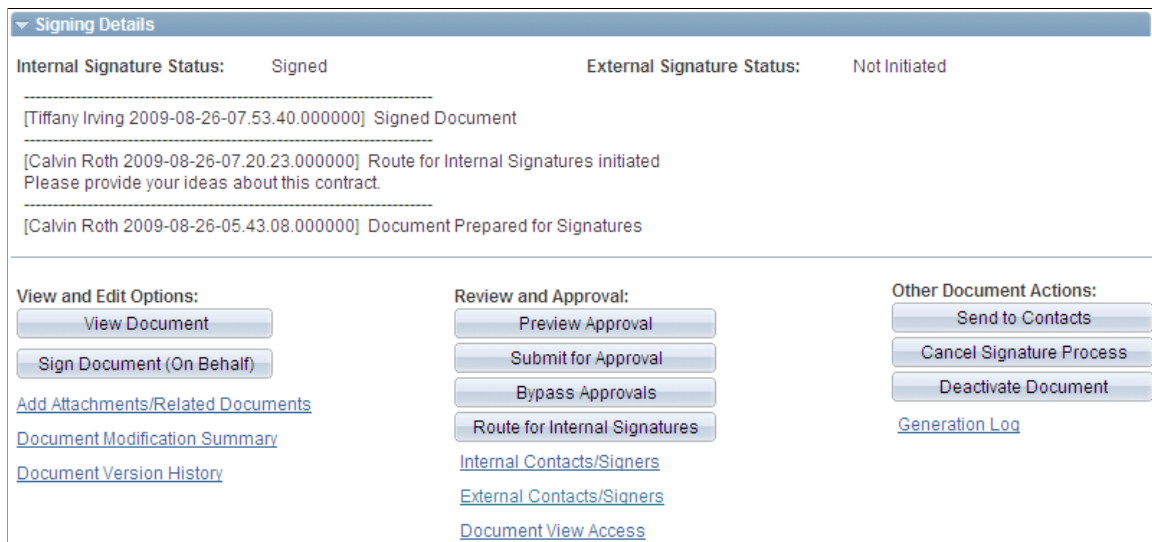 Signing Details
Internal Signature Status: Signed External Signature Status: Not Initiated
------------------------------------------------------------------------
[Tiffany Irving 2009-08-26-07.53.40.000000] Signed Document
------------------------------------------------------------------------
[Calvin Roth 2009-08-26-07.20.23.000000] Route for Internal Signatures initiated
Please provide your ideas about this contract.
------------------------------------------------------------------------
[Calvin Roth 2009-08-26-05.43.08.000000] Document Prepared for Signatures
View and Edit Options:
View Document
Sign Document (On Behalf)
Add Attachments/Related Documents
Document Modification Summary
Document Version History
Review and Approval:
Preview Approval
Submit for Approval
Bypass Approvals
Route for Internal Signatures
Internal Contacts/Signers
External Contacts/Signers
Document View Access
Other Document Actions:
Send to Contacts
Cancel Signature Process
Deactivate Document
Generation Log